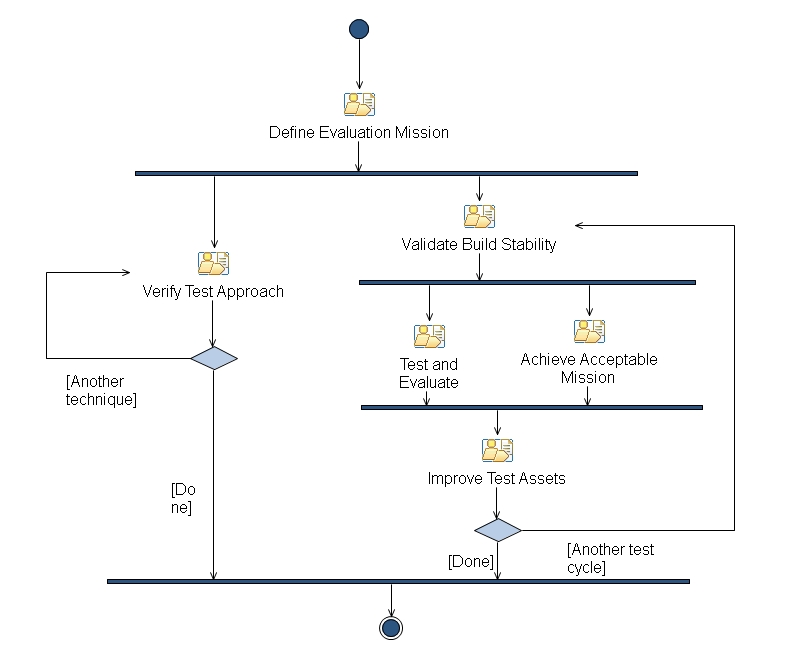 Define Evaluation Mission
Validate Build Stability
Verify Test Approach
Test and
Evaluate
Achieve Acceptable
Mission
[Another
technique]
Improve Test Assets
[Do
ne]
[Done]
[Another test
cycle]